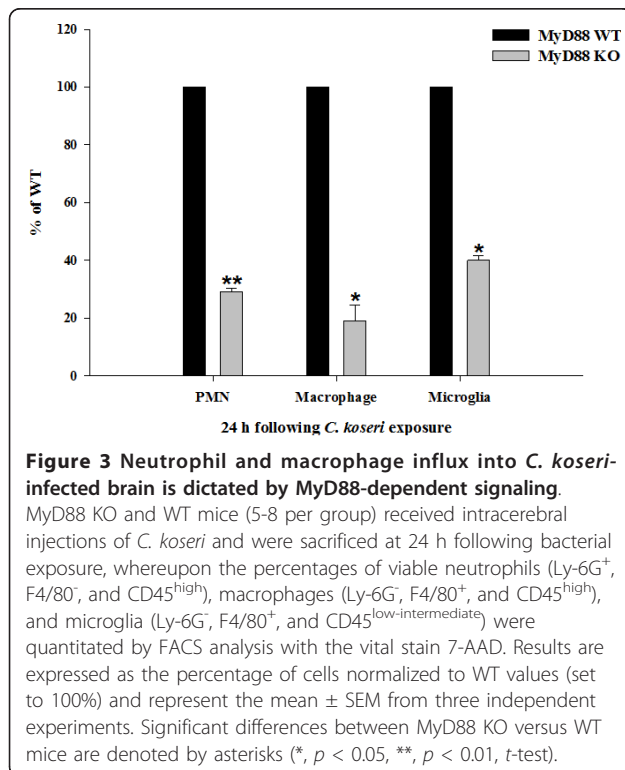 120
MyD88 WT
MyD88 KO
100
80
% of WT
60
40
20
0
**
*
*
PMN
Macrophage
Microglia
24 h following C. koseri exposure
Figure 3 Neutrophil and macrophage influx into C. koseri-
infected brain is dictated by MyD88-dependent signaling.
MyD88 KO and WT mice (5-8 per group) received intracerebral
injections of C. koseri and were sacrificed at 24 h following bacterial
exposure, whereupon the percentages of viable neutrophils (Ly-6G⁺,
F4/80⁻, and CD45ʰⁱᵍʰ), macrophages (Ly-6G⁻, F4/80⁺, and CD45ʰⁱᵍʰ),
and microglia (Ly-6G⁻, F4/80⁺, and CD45ˡᵒʷ⁻ⁱⁿᵗᵉʳᵐᵉᵈⁱᵃᵗᵉ) were
quantitated by FACS analysis with the vital stain 7-AAD. Results are
expressed as the percentage of cells normalized to WT values (set
to 100%) and represent the mean ± SEM from three independent
experiments. Significant differences between MyD88 KO versus WT
mice are denoted by asterisks (*, p < 0.05, **, p < 0.01, t-test).